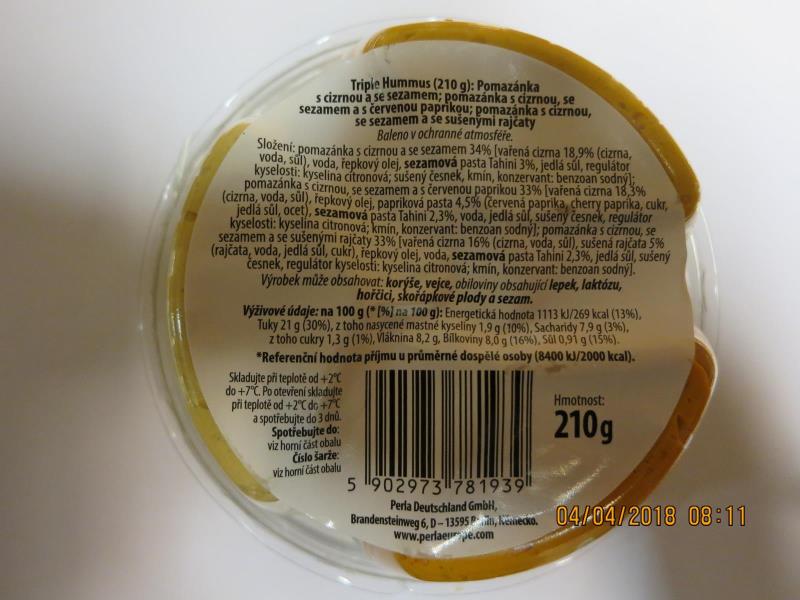 Triple Hummus (210 g): Pomazánka
s cizrnou a se sezamem; pomazánka s cizrnou, se
sezamem a s červenou paprikou; pomazánka s cizrnou,
se sezamem a se sušenými rajčaty
Baleno v ochranné atmosféře.
Složení: pomazánka s cizrnou a se sezamem 34% [vařená cizrna 18,9% (cizrna,
voda, sůl), voda, řepkový olej, sezamová pasta Tahini 3%, jedlá sůl, regulátor
kyselosti: kyselina citronová; sušený česnek, kmín, konzervant: benzoan sodný];
pomazánka s cizrnou, se sezamem a s červenou paprikou 33% [vařená cizrna 18,3%
(cizrna, voda, sůl), řepkový olej, papriková pasta 4,5% (červená paprika, cherry paprika, cukr,
jedlá sůl, ocet), sezamová pasta Tahini 2,3%, voda, jedlá sůl, sušený česnek, regulátor
kyselosti: kyselina citronová; kmín, konzervant: benzoan sodný]; pomazánka s cizrnou, se
sezamem a se sušenými rajčaty 33% [vařená cizrna 16% (cizrna, voda, sůl), sušená rajčata 5%
(rajčata, voda, jedlá sůl, cukr), řepkový olej, voda, sezamová pasta Tahini 2,3%, jedlá sůl, sušený
česnek, regulátor kyselosti: kyselina citronová; kmín, konzervant: benzoan sodný].
Výrobek může obsahovat: korýše, vejce, obiloviny obsahující lepek, laktózu,
hořčici, skořápkové plody a sezam.
Výživové údaje: na 100 g (* [%] na 100 g): Energetická hodnota 1113 kJ/269 kcal (13%),
Tuky 21 g (30%), z toho nasycené mastné kyseliny 1,9 g (10%), Sacharidy 7,9 g (3%),
z toho cukry 1,3 g (1%), Vláknina 8,2 g, Bílkoviny 8,0 g (16%), Sůl 0,91 g (15%).
*Referenční hodnota příjmu u průměrné dospělé osoby (8400 kJ/2000 kcal).
Skladujte při teplotě od +2°C
do +7°C. Po otevření skladujte
při teplotě od +2°C do +7°C
a spotřebujte do 3 dnů.
Spotřebujte do:
viz horní část obalu
Číslo šarže:
viz horní část obalu
Hmotnost:
210g
5 902973 781939
Perla Deutschland GmbH,
Brandensteinweg 6, D – 13595 Berlin, Německo.
www.perlaeurope.com
04/04/2018 08:11